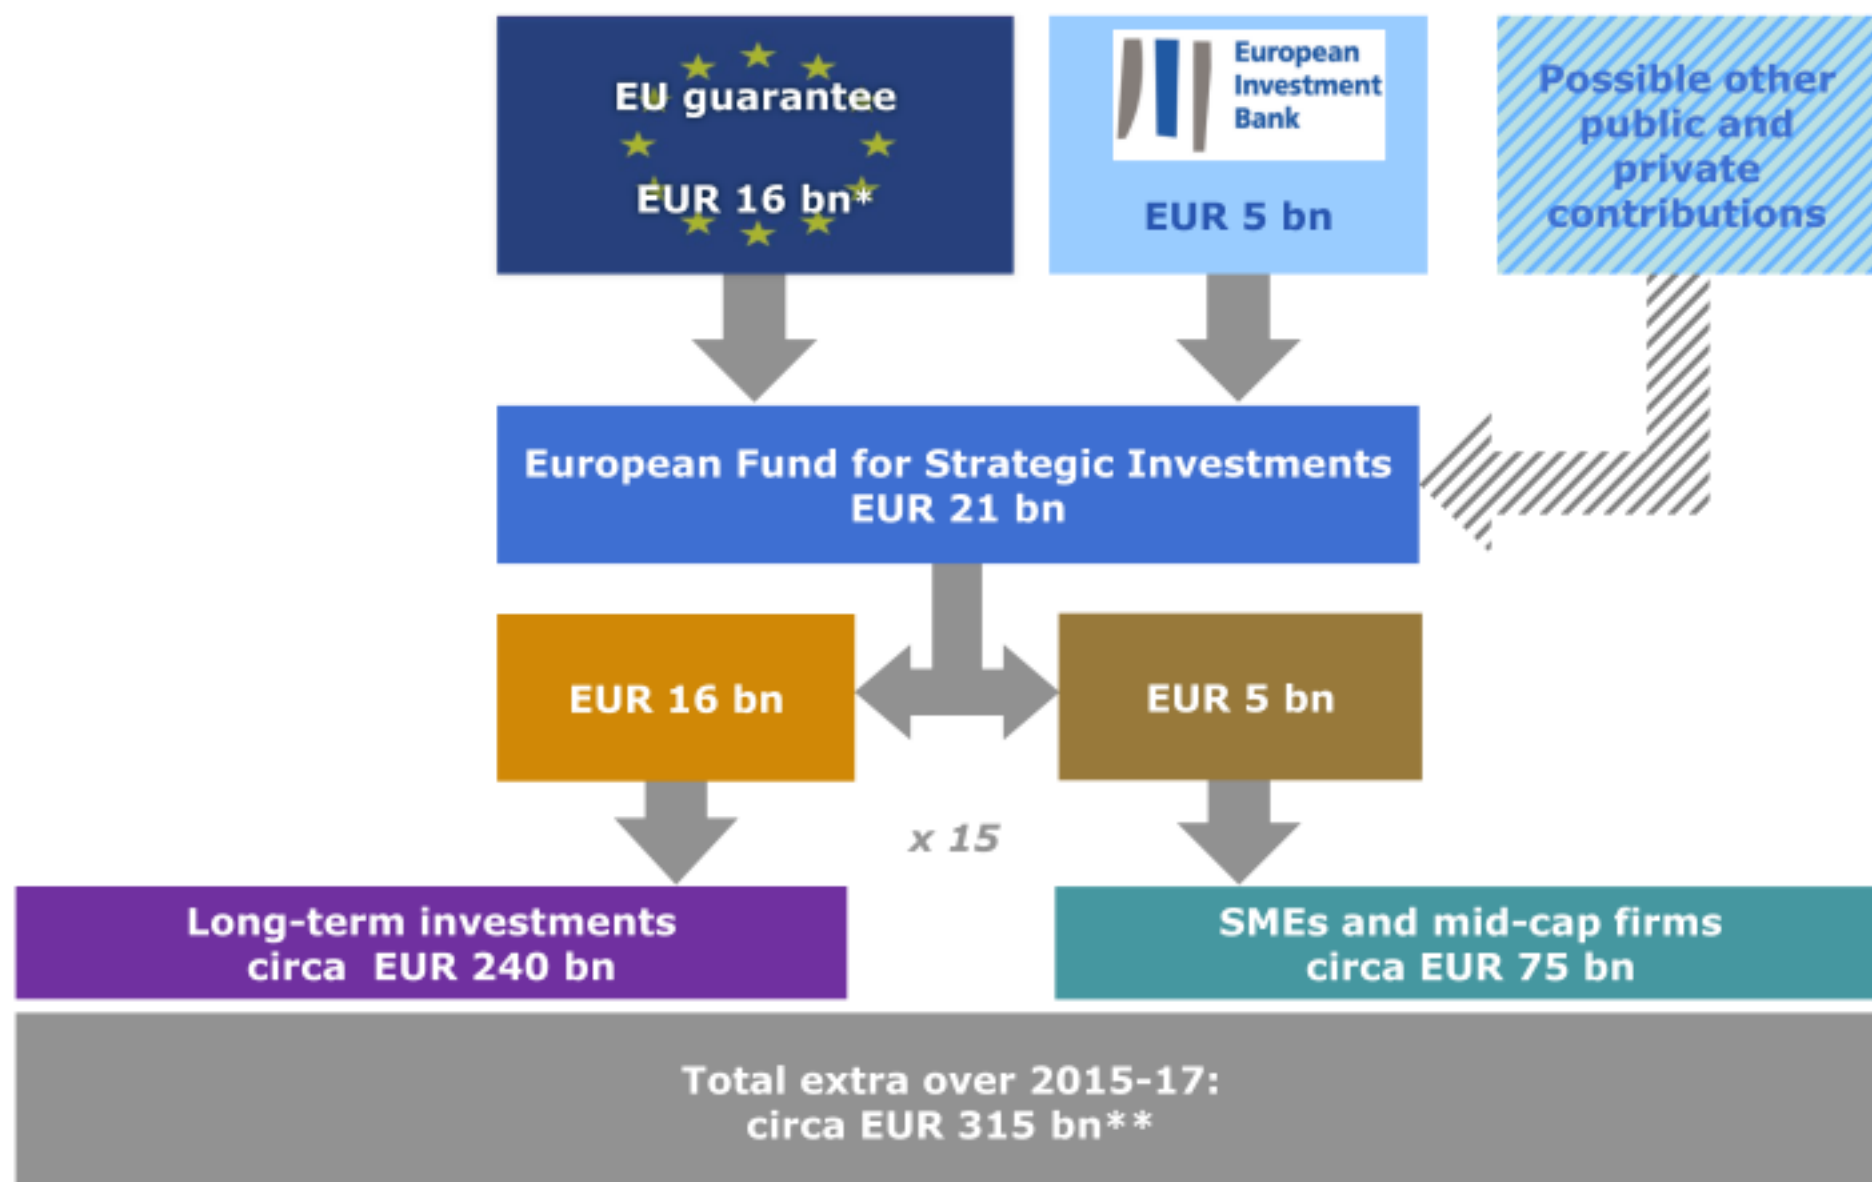 EU guarantee
EUR 16 bn*
European
Investment
Bank
EUR 5 bn
Possible other
public and
private
contributions
European Fund for Strategic Investments
EUR 21 bn
EUR 16 bn
EUR 5 bn
x 15
Long-term investments
circa EUR 240 bn
SMEs and mid-cap firms
circa EUR 75 bn
Total extra over 2015-17:
circa EUR 315 bn**